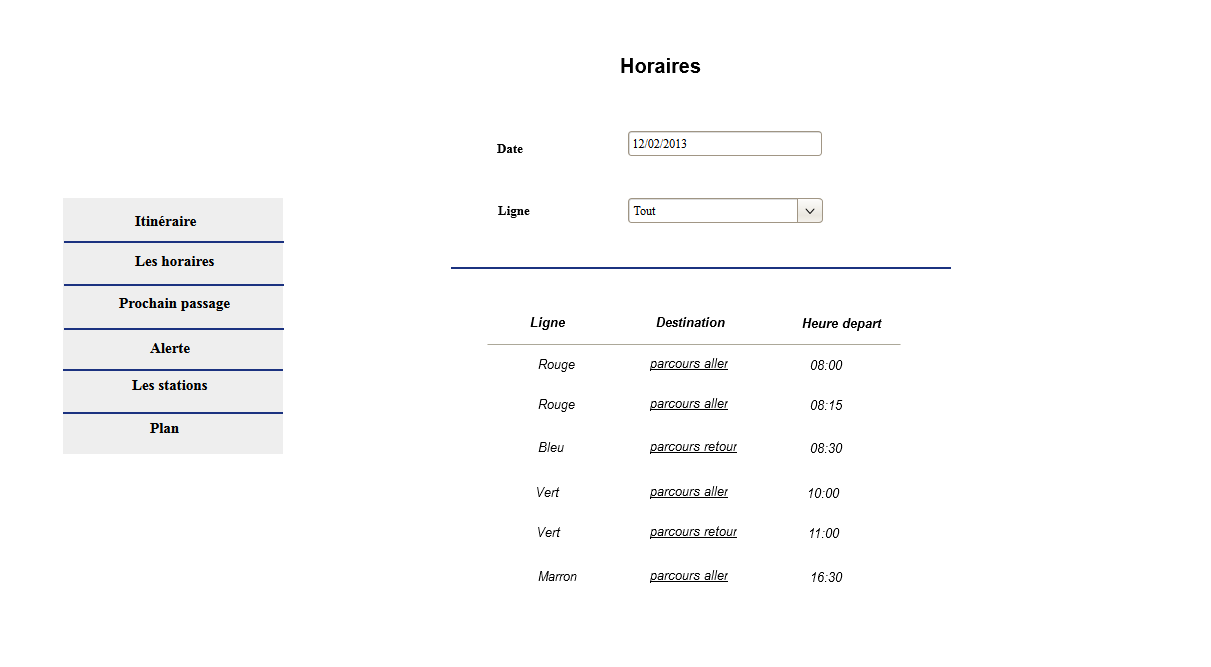 Horaires
Date 12/02/2013
Ligne Tout
Itinéraire
Les horaires
Prochain passage
Alerte
Les stations
Plan
Ligne Destination Heure depart
Rouge parcours aller 08:00
Rouge parcours aller 08:15
Bleu parcours retour 08:30
Vert parcours aller 10:00
Vert parcours retour 11:00
Marron parcours aller 16:30